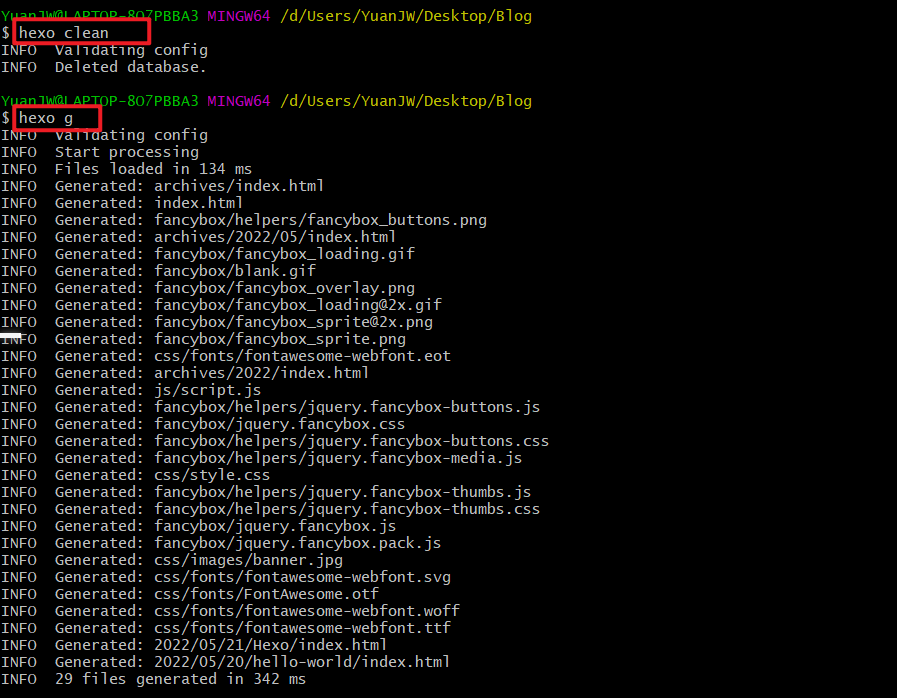 YuanJW@LAPTOP-8O7PBBA3 MINGW64 /d/Users/YuanJW/Desktop/Blog
$ hexo clean
INFO  Validating config
INFO  Deleted database.
YuanJW@LAPTOP-8O7PBBA3 MINGW64 /d/Users/YuanJW/Desktop/Blog
$ hexo g
INFO  Validating config
INFO  Start processing
INFO  Files loaded in 134 ms
INFO  Generated: archives/index.html
INFO  Generated: index.html
INFO  Generated: fancybox/helpers/fancybox_buttons.png
INFO  Generated: archives/2022/05/index.html
INFO  Generated: fancybox/fancybox_loading.gif
INFO  Generated: fancybox/blank.gif
INFO  Generated: fancybox/fancybox_overlay.png
INFO  Generated: fancybox/fancybox_loading@2x.gif
INFO  Generated: fancybox/fancybox_sprite@2x.png
INFO  Generated: fancybox/fancybox_sprite.png
INFO  Generated: css/fonts/fontawesome-webfont.eot
INFO  Generated: archives/2022/index.html
INFO  Generated: js/script.js
INFO  Generated: fancybox/helpers/jquery.fancybox-buttons.js
INFO  Generated: fancybox/jquery.fancybox.css
INFO  Generated: fancybox/helpers/jquery.fancybox-buttons.css
INFO  Generated: fancybox/helpers/jquery.fancybox-media.js
INFO  Generated: css/style.css
INFO  Generated: fancybox/helpers/jquery.fancybox-thumbs.js
INFO  Generated: fancybox/helpers/jquery.fancybox-thumbs.css
INFO  Generated: fancybox/jquery.fancybox.js
INFO  Generated: fancybox/jquery.fancybox.pack.js
INFO  Generated: css/images/banner.jpg
INFO  Generated: css/fonts/fontawesome-webfont.svg
INFO  Generated: css/fonts/FontAwesome.otf
INFO  Generated: css/fonts/fontawesome-webfont.woff
INFO  Generated: css/fonts/fontawesome-webfont.ttf
INFO  Generated: 2022/05/21/Hexo/index.html
INFO  Generated: 2022/05/20/hello-world/index.html
INFO  29 files generated in 342 ms